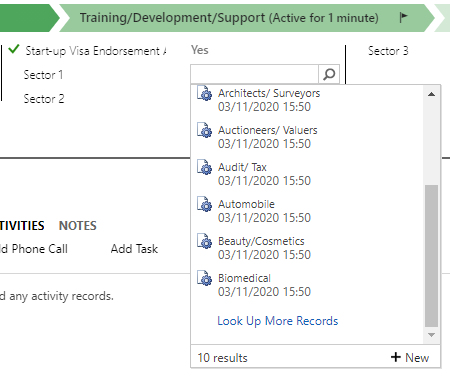 Training/Development/Support (Active for 1 minute)
Start-up Visa Endorsement
Yes
Sector 3
Sector 1
Sector 2
Architects/ Surveyors
03/11/2020 15:50
Auctioneers/ Valuers
03/11/2020 15:50
Audit/ Tax
03/11/2020 15:50
Automobile
03/11/2020 15:50
Beauty/Cosmetics
03/11/2020 15:50
Biomedical
03/11/2020 15:50
Look Up More Records
10 results
+ New
TIVITIES NOTES
d Phone Call Add Task
d any activity records.